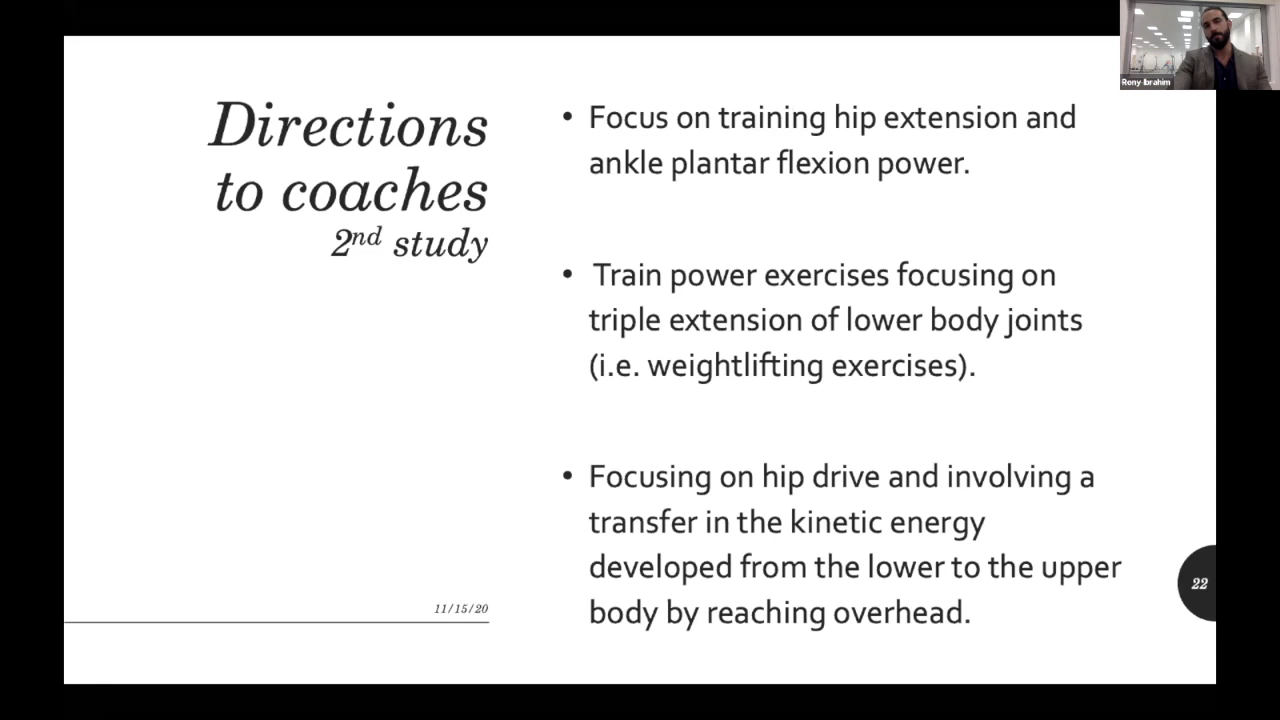 Directions
to coaches
2nd study
• Focus on training hip extension and
ankle plantar flexion power.
• Train power exercises focusing on
triple extension of lower body joints
(i.e. weightlifting exercises).
• Focusing on hip drive and involving a
transfer in the kinetic energy
developed from the lower to the upper
body by reaching overhead.
11/15/20
22
Rony Ibrahim